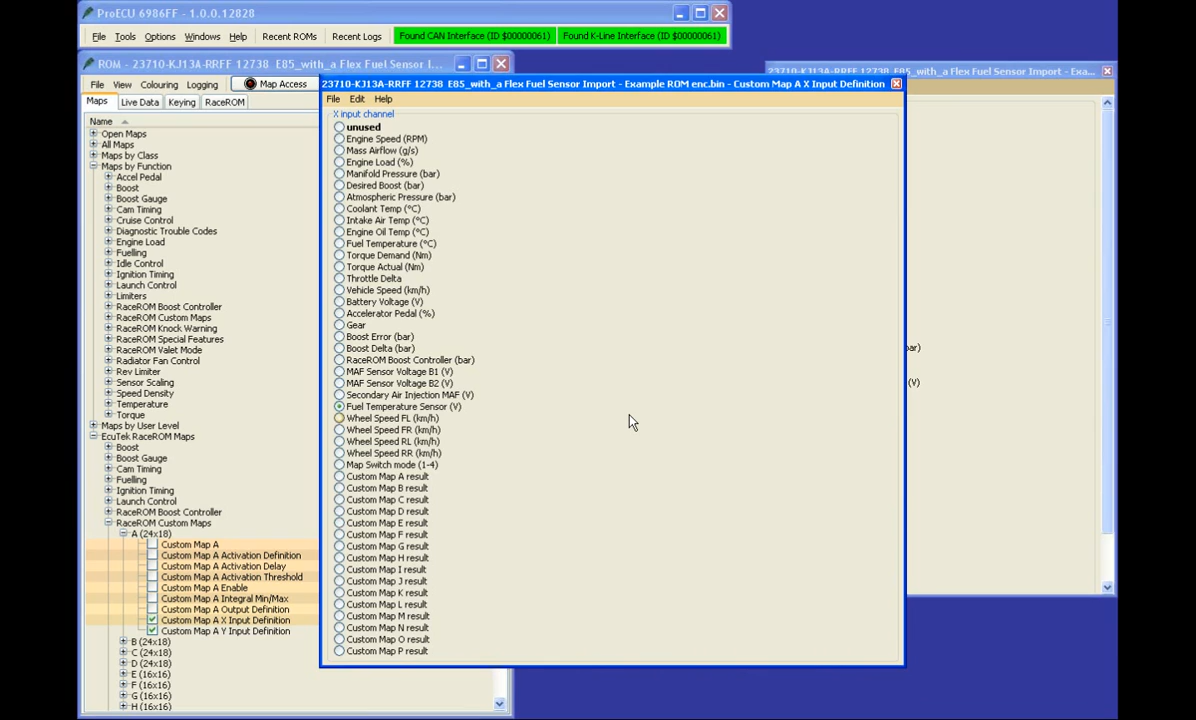 ProECU 6986FF - 1.0.0.12828
File Tools Options Windows Help Recent ROMs Recent Logs Found CAN Interface (ID $00000061) Found K-Line Interface (ID $00000061)
ROM - 23710-KJ13A-RRFF 12738 E85_with_a Flex Fuel Sensor I...
File View Colouring Logging Map Access
Maps Live Data Keying RaceROM
Name
Open Maps
All Maps
Maps by Class
Maps by Function
Accel Pedal
Boost
Boost Gauge
Cam Timing
Cruise Control
Diagnostic Trouble Codes
Engine Load
Fuelling
Idle Control
Ignition Timing
Launch Control
Limiters
RaceROM Boost Controller
RaceROM Custom Maps
RaceROM Knock Warning
RaceROM Special Features
RaceROM Valet Mode
Radiator Fan Control
Rev Limiter
Sensor Scaling
Speed Density
Temperature
Torque
Maps by User Level
EcuTek RaceROM Maps
Boost
Boost Gauge
Cam Timing
Fuelling
Ignition Timing
Launch Control
RaceROM Boost Controller
RaceROM Custom Maps
A (24x18)
Custom Map A
Custom Map A Activation Definition
Custom Map A Activation Delay
Custom Map A Activation Threshold
Custom Map A Enable
Custom Map A Integral Min/Max
Custom Map A Output Definition
Custom Map A X Input Definition
Custom Map A Y Input Definition
B (24x18)
C (24x18)
D (24x18)
E (16x16)
F (16x16)
G (16x16)
H (16x16)
23710-KJ13A-RRFF 12738 E85_with_a Flex Fuel Sensor Import - Exa...
23710-KJ13A-RRFF 12738 E85_with_a Flex Fuel Sensor Import - Example ROM enc.bin - Custom Map A X Input Definition
File Edit Help
X input channel
unused
Engine Speed (RPM)
Mass Airflow (g/s)
Engine Load (%)
Manifold Pressure (bar)
Desired Boost (bar)
Atmospheric Pressure (bar)
Coolant Temp (°C)
Intake Air Temp (°C)
Engine Oil Temp (°C)
Fuel Temperature (°C)
Torque Demand (Nm)
Torque Actual (Nm)
Throttle Delta
Vehicle Speed (km/h)
Battery Voltage (V)
Accelerator Pedal (%)
Gear
Boost Error (bar)
Boost Delta (bar)
RaceROM Boost Controller (bar)
MAF Sensor Voltage B1 (V)
MAF Sensor Voltage B2 (V)
Secondary Air Injection MAF (V)
Fuel Temperature Sensor (V)
Wheel Speed FL (km/h)
Wheel Speed FR (km/h)
Wheel Speed RL (km/h)
Wheel Speed RR (km/h)
Map Switch mode (1-4)
Custom Map A result
Custom Map B result
Custom Map C result
Custom Map D result
Custom Map E result
Custom Map F result
Custom Map G result
Custom Map H result
Custom Map I result
Custom Map J result
Custom Map K result
Custom Map L result
Custom Map M result
Custom Map N result
Custom Map O result
Custom Map P result
ar)
(V)